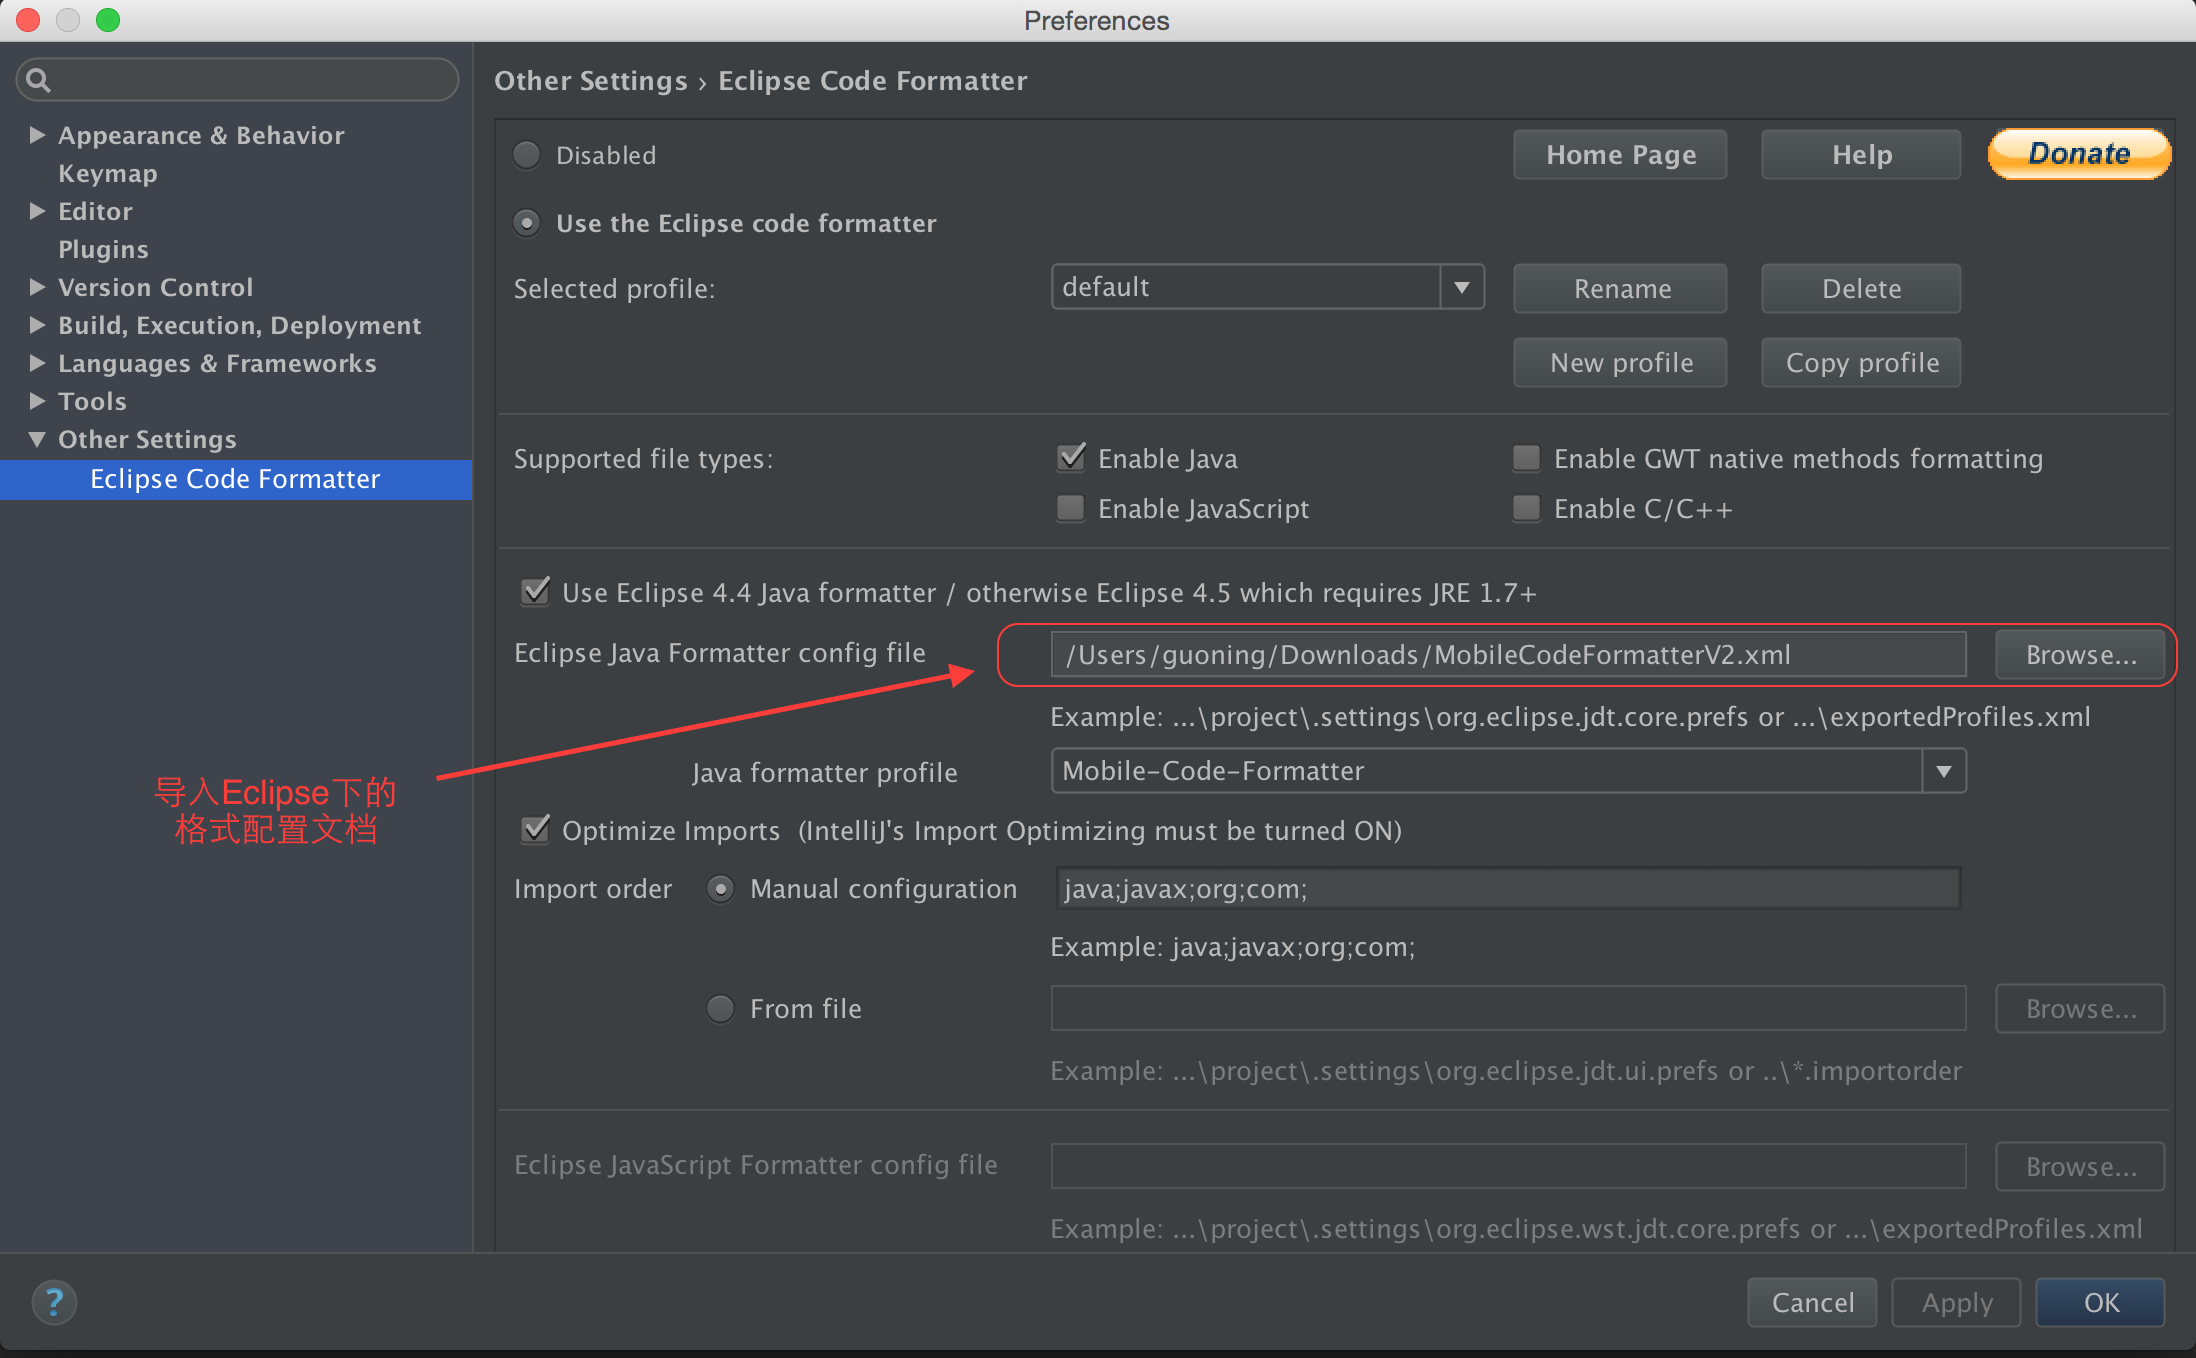 Preferences
Appearance & Behavior
Keymap
Editor
Plugins
Version Control
Build, Execution, Deployment
Languages & Frameworks
Tools
Other Settings
Eclipse Code Formatter
Other Settings › Eclipse Code Formatter
Disabled
Home Page
Help
Donate
Use the Eclipse code formatter
Selected profile:
default
Rename
Delete
New profile
Copy profile
Supported file types:
Enable Java
Enable GWT native methods formatting
Enable JavaScript
Enable C/C++
Use Eclipse 4.4 Java formatter / otherwise Eclipse 4.5 which requires JRE 1.7+
Eclipse Java Formatter config file
/Users/guoning/Downloads/MobileCodeFormatterV2.xml
Browse...
Example: ...\project\.settings\org.eclipse.jdt.core.prefs or ...\exportedProfiles.xml
Java formatter profile
Mobile-Code-Formatter
导入Eclipse下的
格式配置文档
Optimize Imports (IntelliJ's Import Optimizing must be turned ON)
Import order
Manual configuration
java;javax;org;com;
Example: java;javax;org;com;
From file
Browse...
Example: ...\project\.settings\org.eclipse.jdt.ui.prefs or ..\*.importorder
Eclipse JavaScript Formatter config file
Browse...
Example: ...\project\.settings\org.eclipse.wst.jdt.core.prefs or ...\exportedProfiles.xml
?
Cancel
Apply
OK